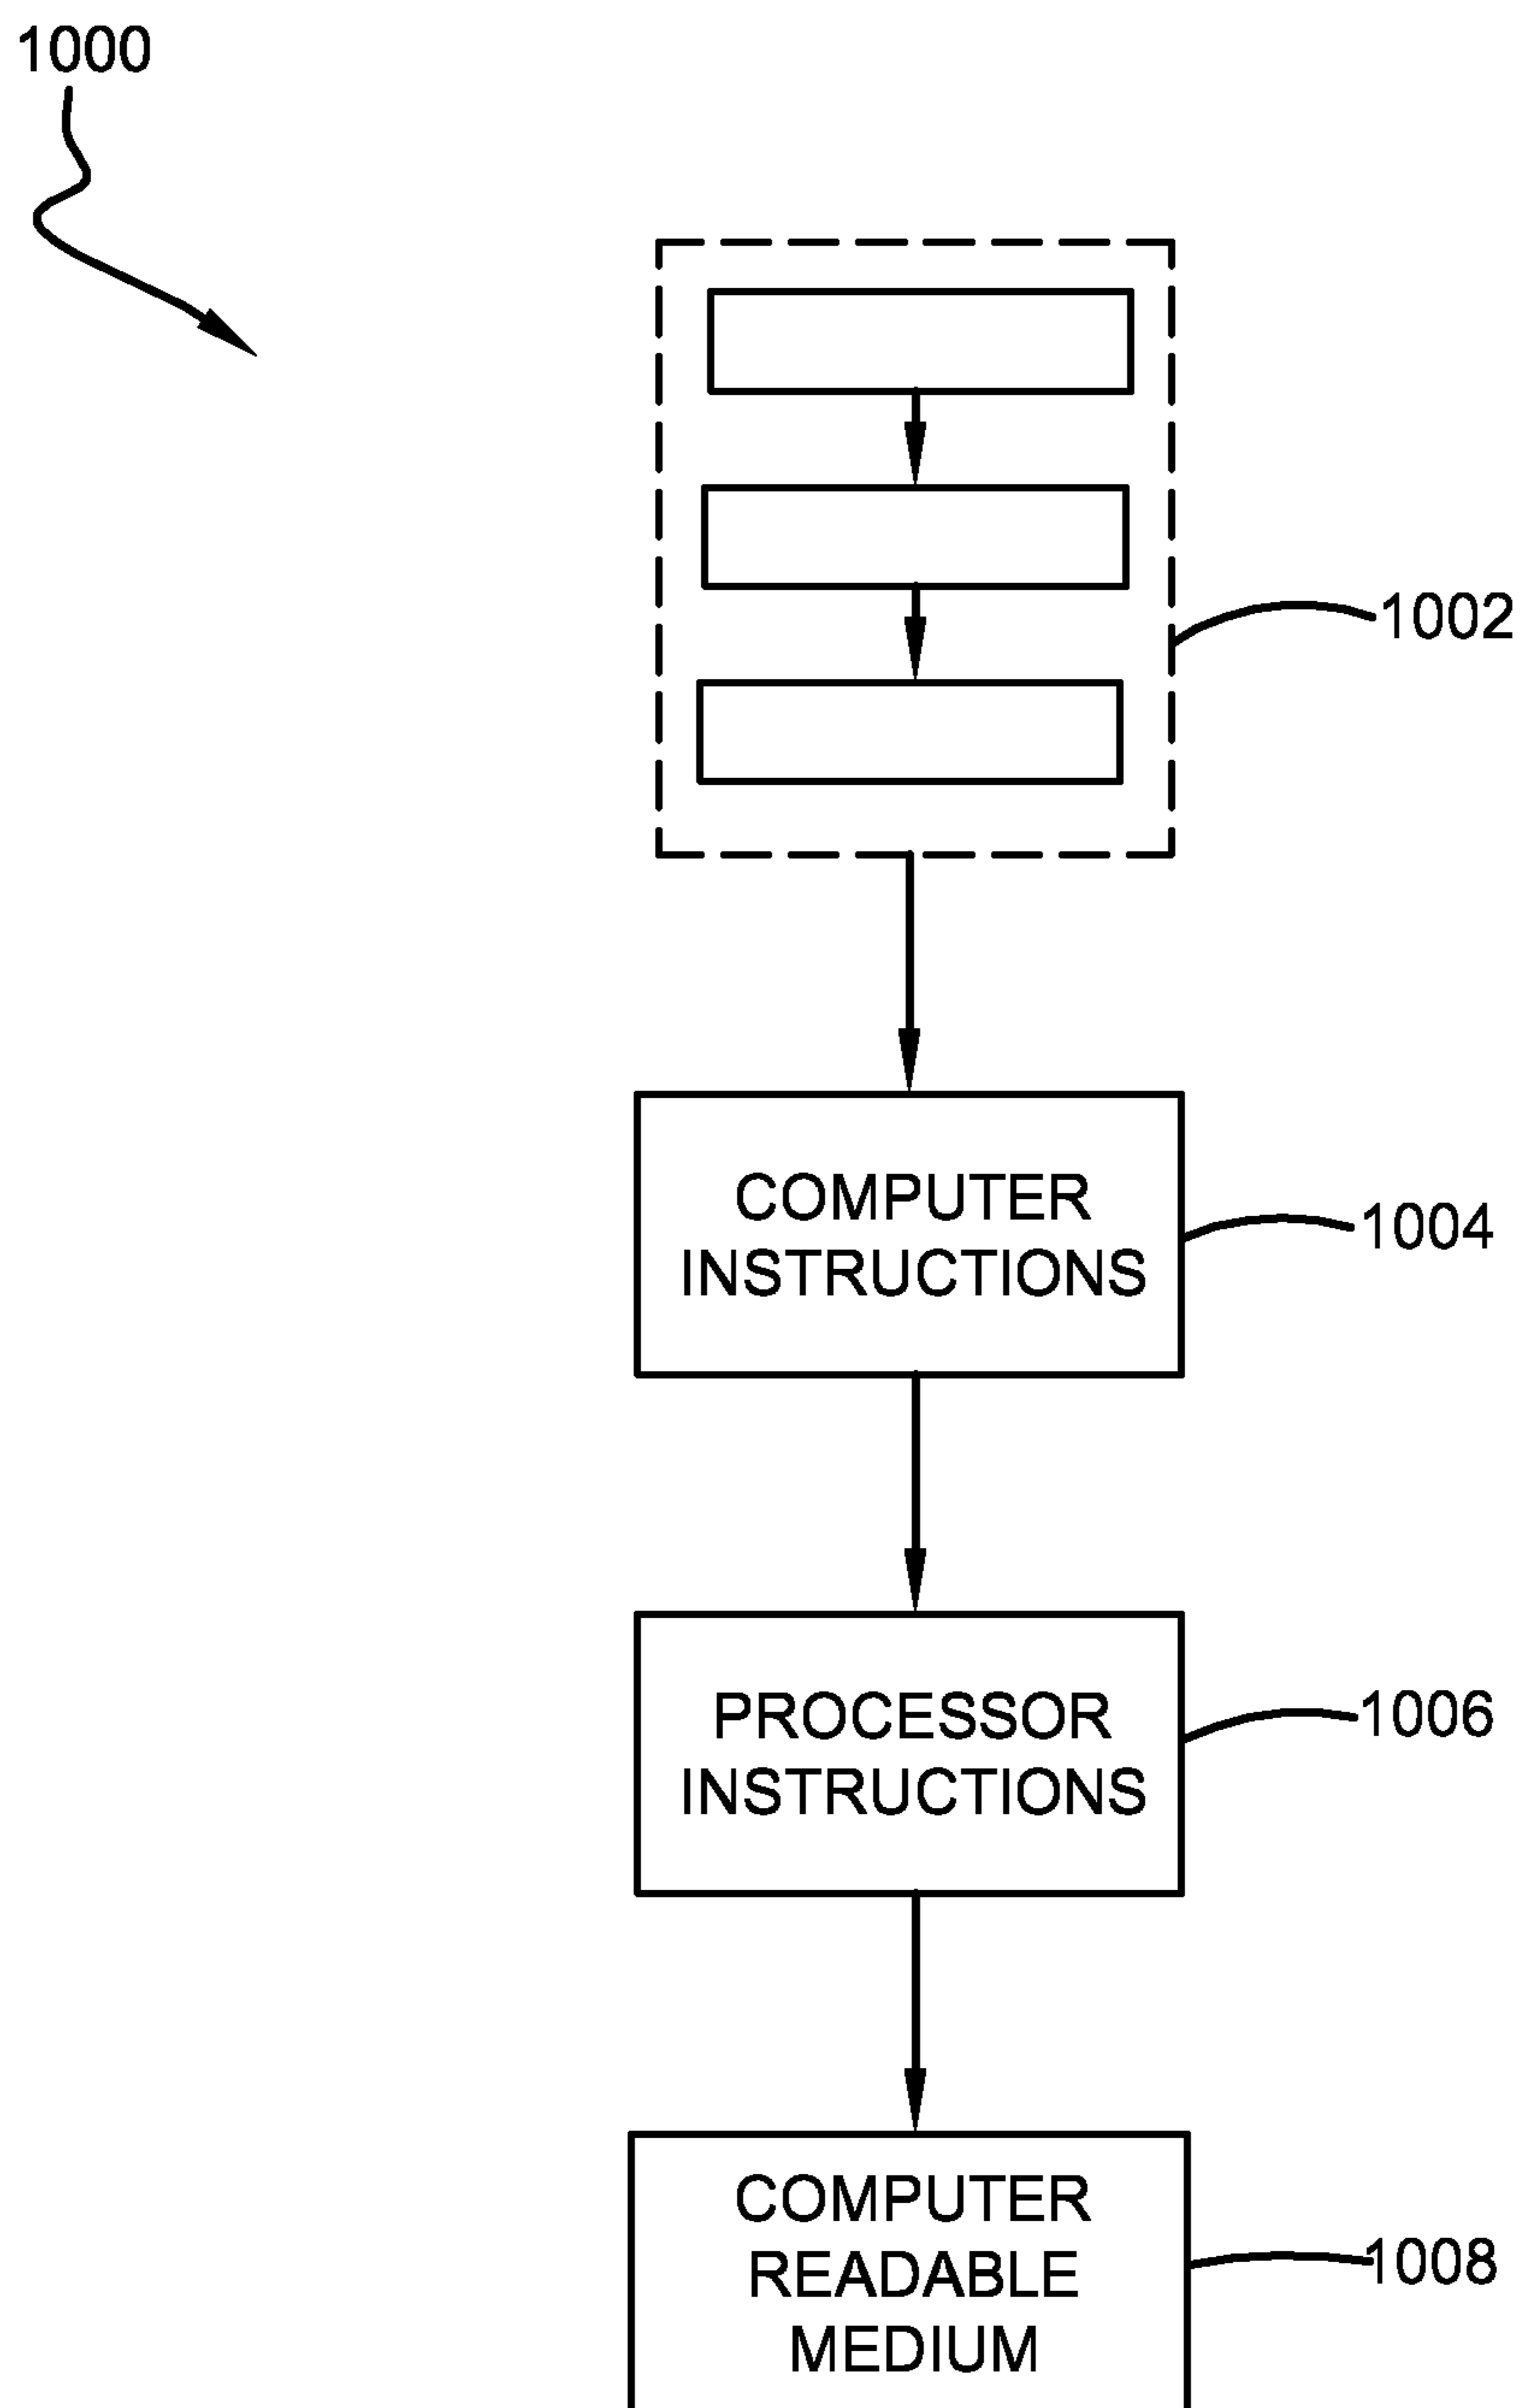 1000
1002
COMPUTER
INSTRUCTIONS
1004
PROCESSOR
INSTRUCTIONS
1006
COMPUTER
READABLE
MEDIUM
1008